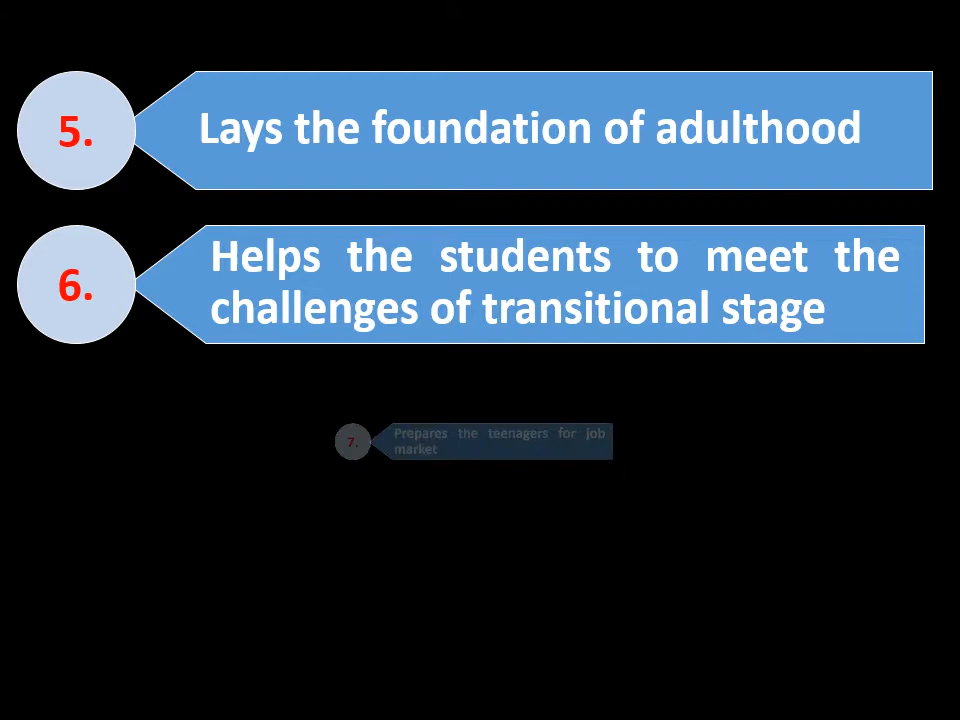 5.
Lays the foundation of adulthood
6.
Helps the students to meet the
challenges of transitional stage
7.
Prepares the teenagers for job
market